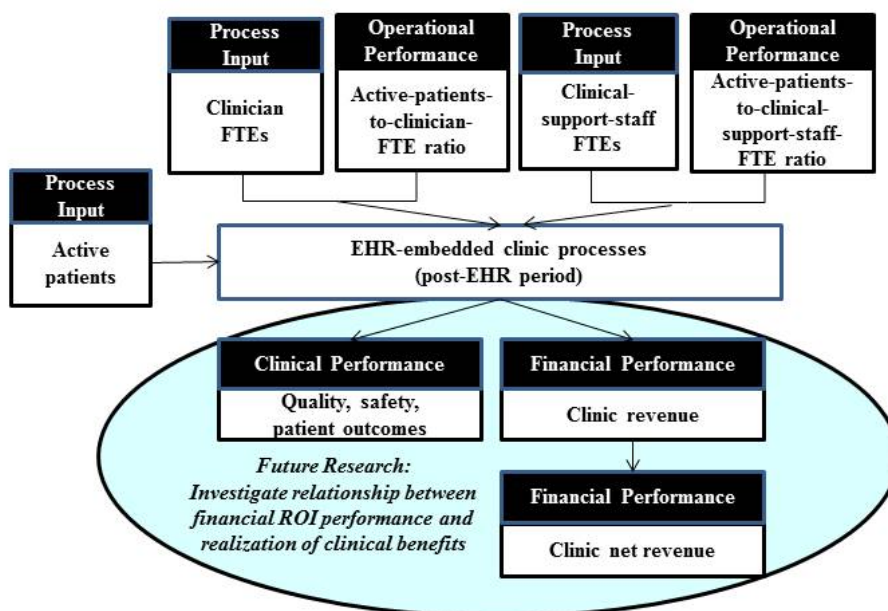 Process
Input
Clinician
FTEs
Operational
Performance
Active-patients-
to-clinician-
FTE ratio
Process
Input
Clinical-
support-staff
FTEs
Operational
Performance
Active-patients-
to-clinical-
support-staff-
FTE ratio
Process
Input
Active
patients
EHR-embedded clinic processes
(post-EHR period)
Clinical Performance
Quality, safety,
patient outcomes
Financial Performance
Clinic revenue
Future Research:
Investigate relationship between
financial ROI performance and
realization of clinical benefits
Financial Performance
Clinic net revenue